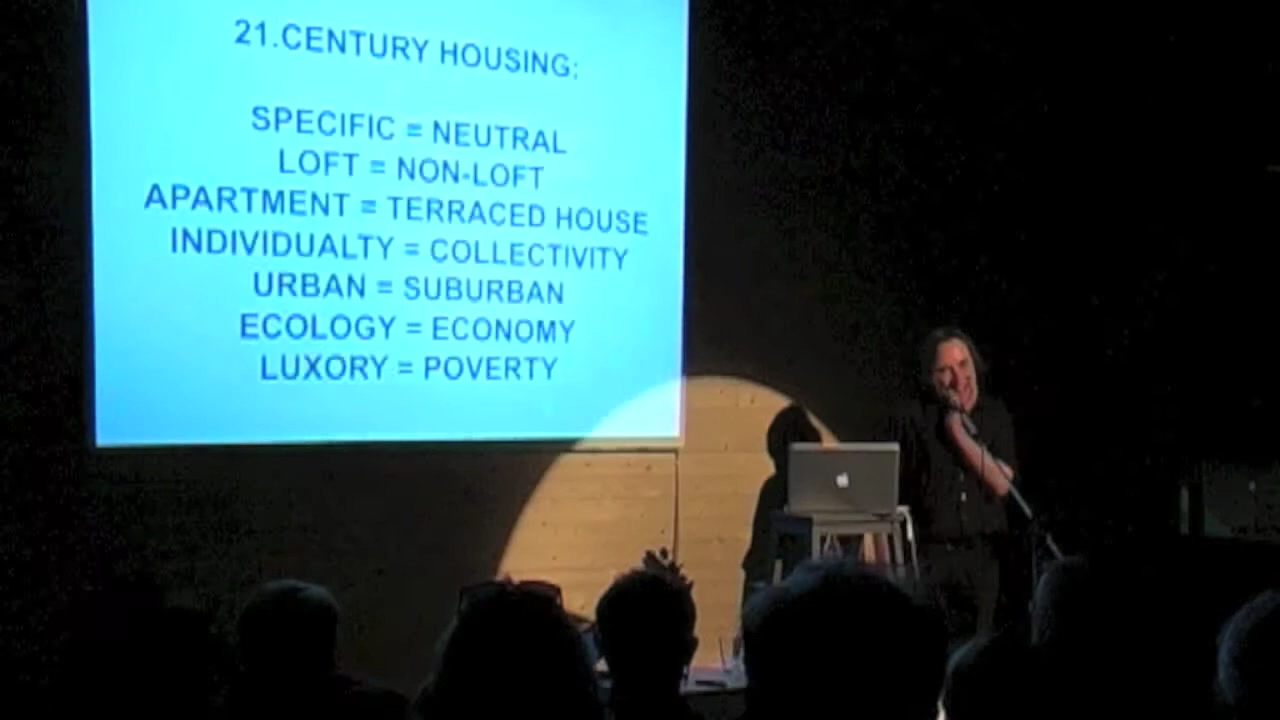 21.CENTURY HOUSING:
SPECIFIC = NEUTRAL
LOFT = NON-LOFT
APARTMENT = TERRACED HOUSE
INDIVIDUALTY = COLLECTIVITY
URBAN = SUBURBAN
ECOLOGY = ECONOMY
LUXORY = POVERTY